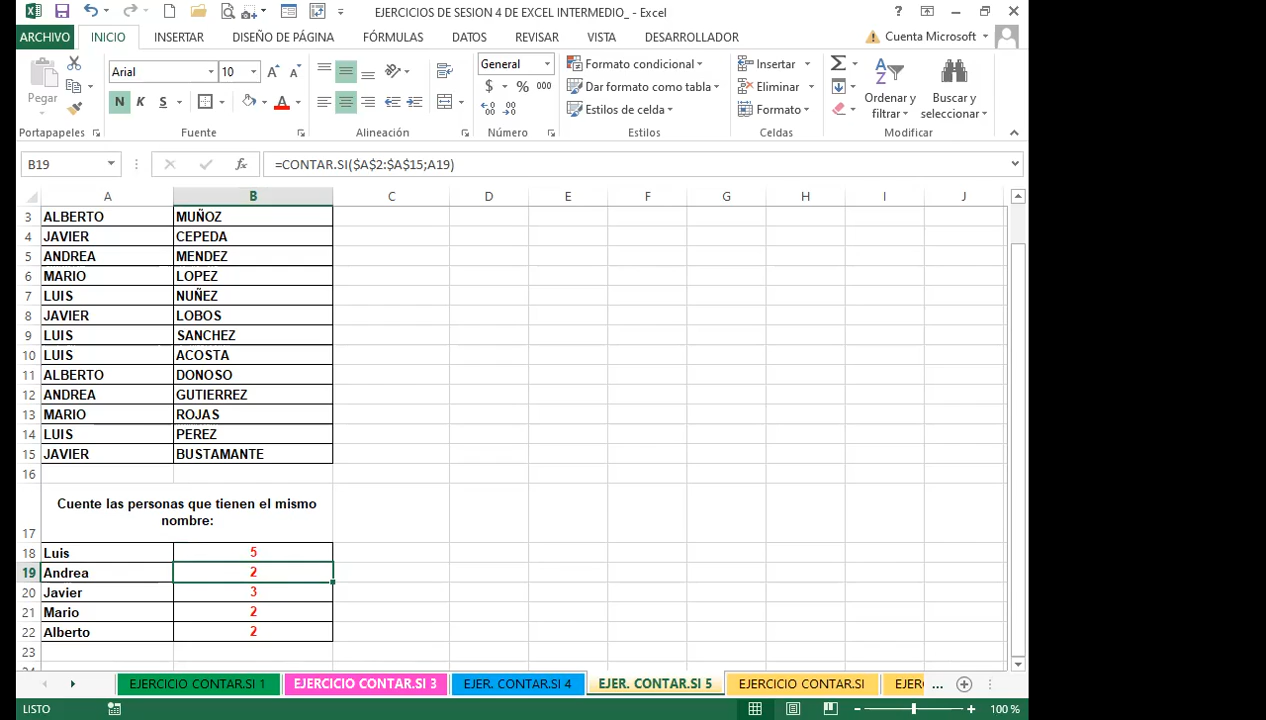 EJERCICIOS DE SESION 4 DE EXCEL INTERMEDIO_ - Excel
ARCHIVO INICIO INSERTAR DISEÑO DE PÁGINA FÓRMULAS DATOS REVISAR VISTA DESARROLLADOR Cuenta Microsoft
Pegar
Portapapeles
Arial 10
N K S
Fuente
Alineación
General
$ % 000
Número
Formato condicional
Dar formato como tabla
Estilos de celda
Estilos
Insertar
Eliminar
Formato
Celdas
Ordenar y filtrar
Buscar y seleccionar
Modificar
B19 fx =CONTAR.SI($A$2:$A$15;A19)
A B C D E F G H I J
3 ALBERTO MUÑOZ
4 JAVIER CEPEDA
5 ANDREA MENDEZ
6 MARIO LOPEZ
7 LUIS NUÑEZ
8 JAVIER LOBOS
9 LUIS SANCHEZ
10 LUIS ACOSTA
11 ALBERTO DONOSO
12 ANDREA GUTIERREZ
13 MARIO ROJAS
14 LUIS PEREZ
15 JAVIER BUSTAMANTE
16
Cuente las personas que tienen el mismo
nombre:
17
18 Luis 5
19 Andrea 2
20 Javier 3
21 Mario 2
22 Alberto 2
23
EJERCICIO CONTAR.SI 1 EJERCICIO CONTAR.SI 3 EJER. CONTAR.SI 4 EJER. CONTAR.SI 5 EJERCICIO CONTAR.SI EJERC ...
LISTO 100 %